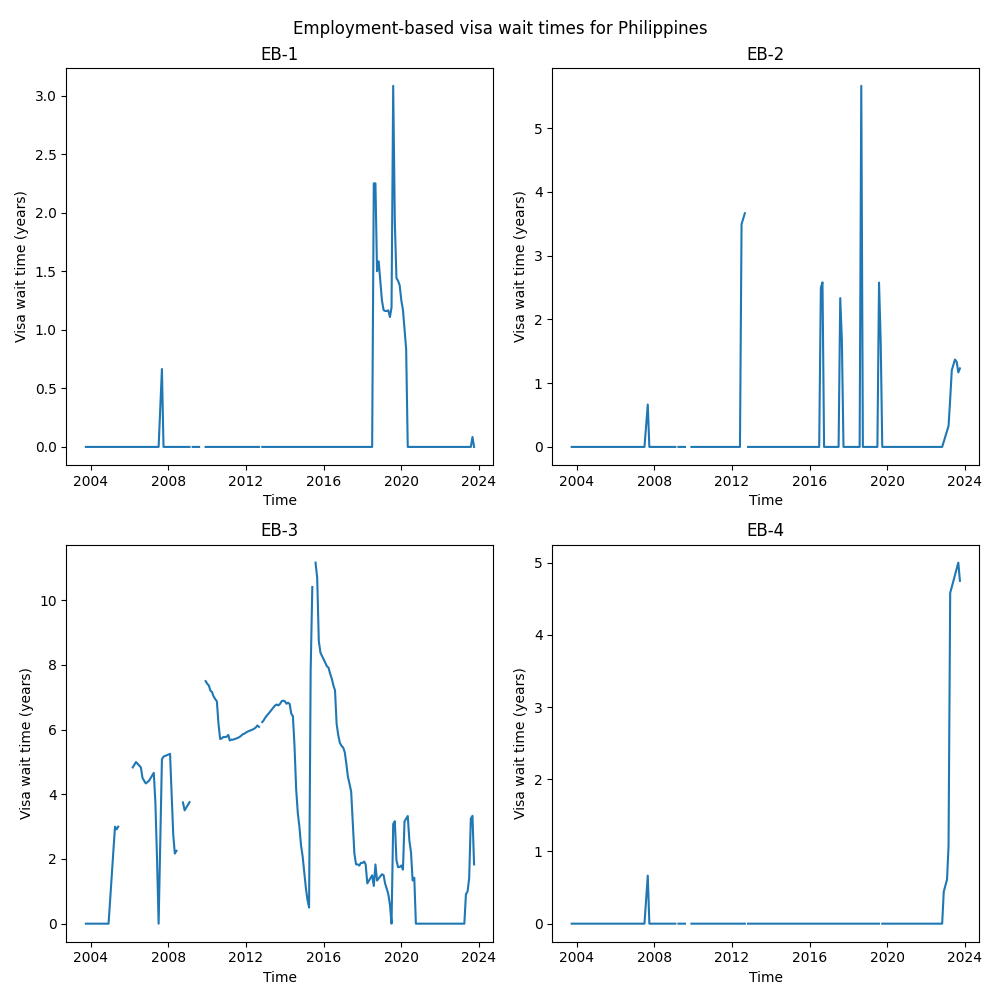 Employment-based visa wait times for Philippines
EB-1
Visa wait time (years)
3.0
2.5
2.0
1.5
1.0
0.5
0.0
2004 2008 2012 2016 2020 2024
Time
EB-2
Visa wait time (years)
5
4
3
2
1
0
2004 2008 2012 2016 2020 2024
Time
EB-3
Visa wait time (years)
10
8
6
4
2
0
2004 2008 2012 2016 2020 2024
Time
EB-4
Visa wait time (years)
5
4
3
2
1
0
2004 2008 2012 2016 2020 2024
Time